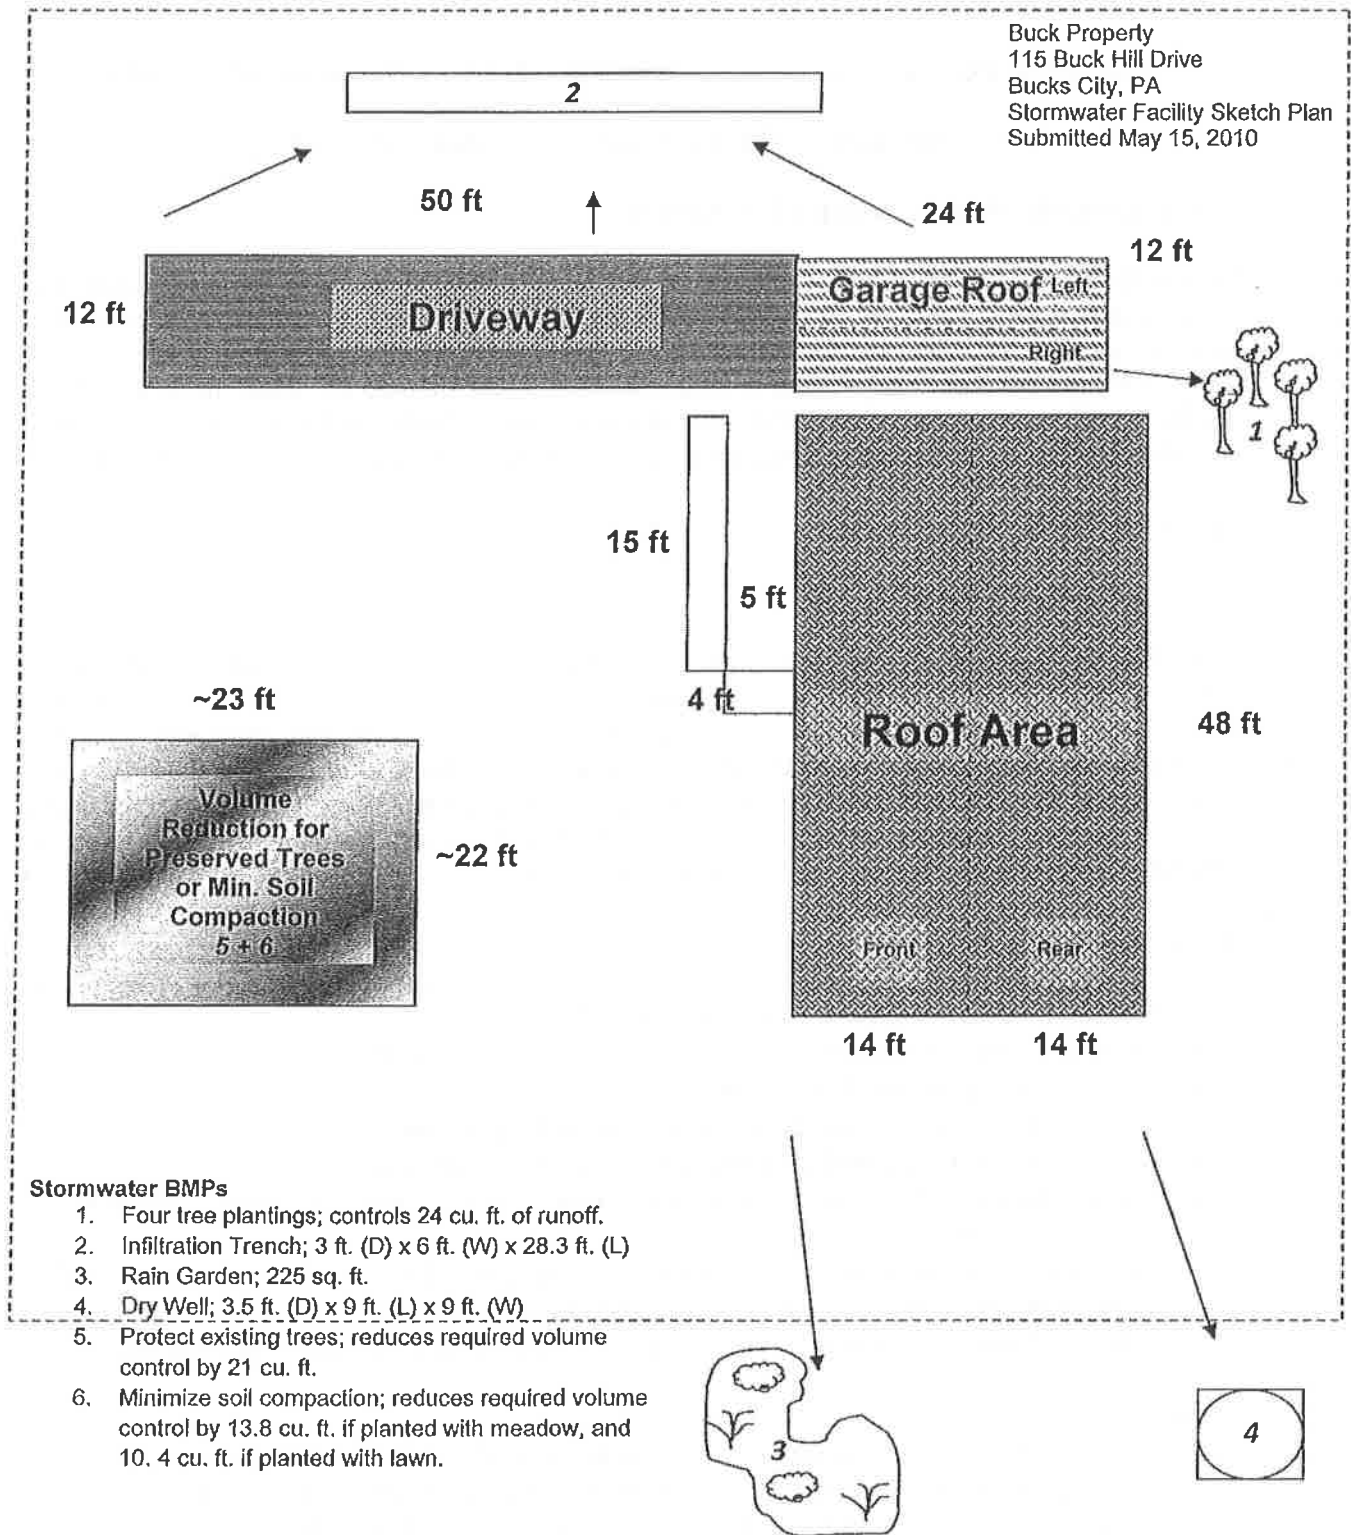 Buck Property
115 Buck Hill Drive
Bucks City, PA
Stormwater Facility Sketch Plan
Submitted May 15, 2010
2
50 ft
24 ft
12 ft
12 ft
Driveway
Garage Roof Left
Right
1
15 ft
5 ft
4 ft
~23 ft
Roof Area
48 ft
Volume
Reduction for
Preserved Trees
or Min. Soil
Compaction
5 + 6
~22 ft
Front
Rear
14 ft
14 ft
Stormwater BMPs
1. Four tree plantings; controls 24 cu. ft. of runoff.
2. Infiltration Trench; 3 ft. (D) x 6 ft. (W) x 28.3 ft. (L)
3. Rain Garden; 225 sq. ft.
4. Dry Well; 3.5 ft. (D) x 9 ft. (L) x 9 ft. (W)
5. Protect existing trees; reduces required volume
control by 21 cu. ft.
6. Minimize soil compaction; reduces required volume
control by 13.8 cu. ft. if planted with meadow, and
10. 4 cu. ft. if planted with lawn.
3
4